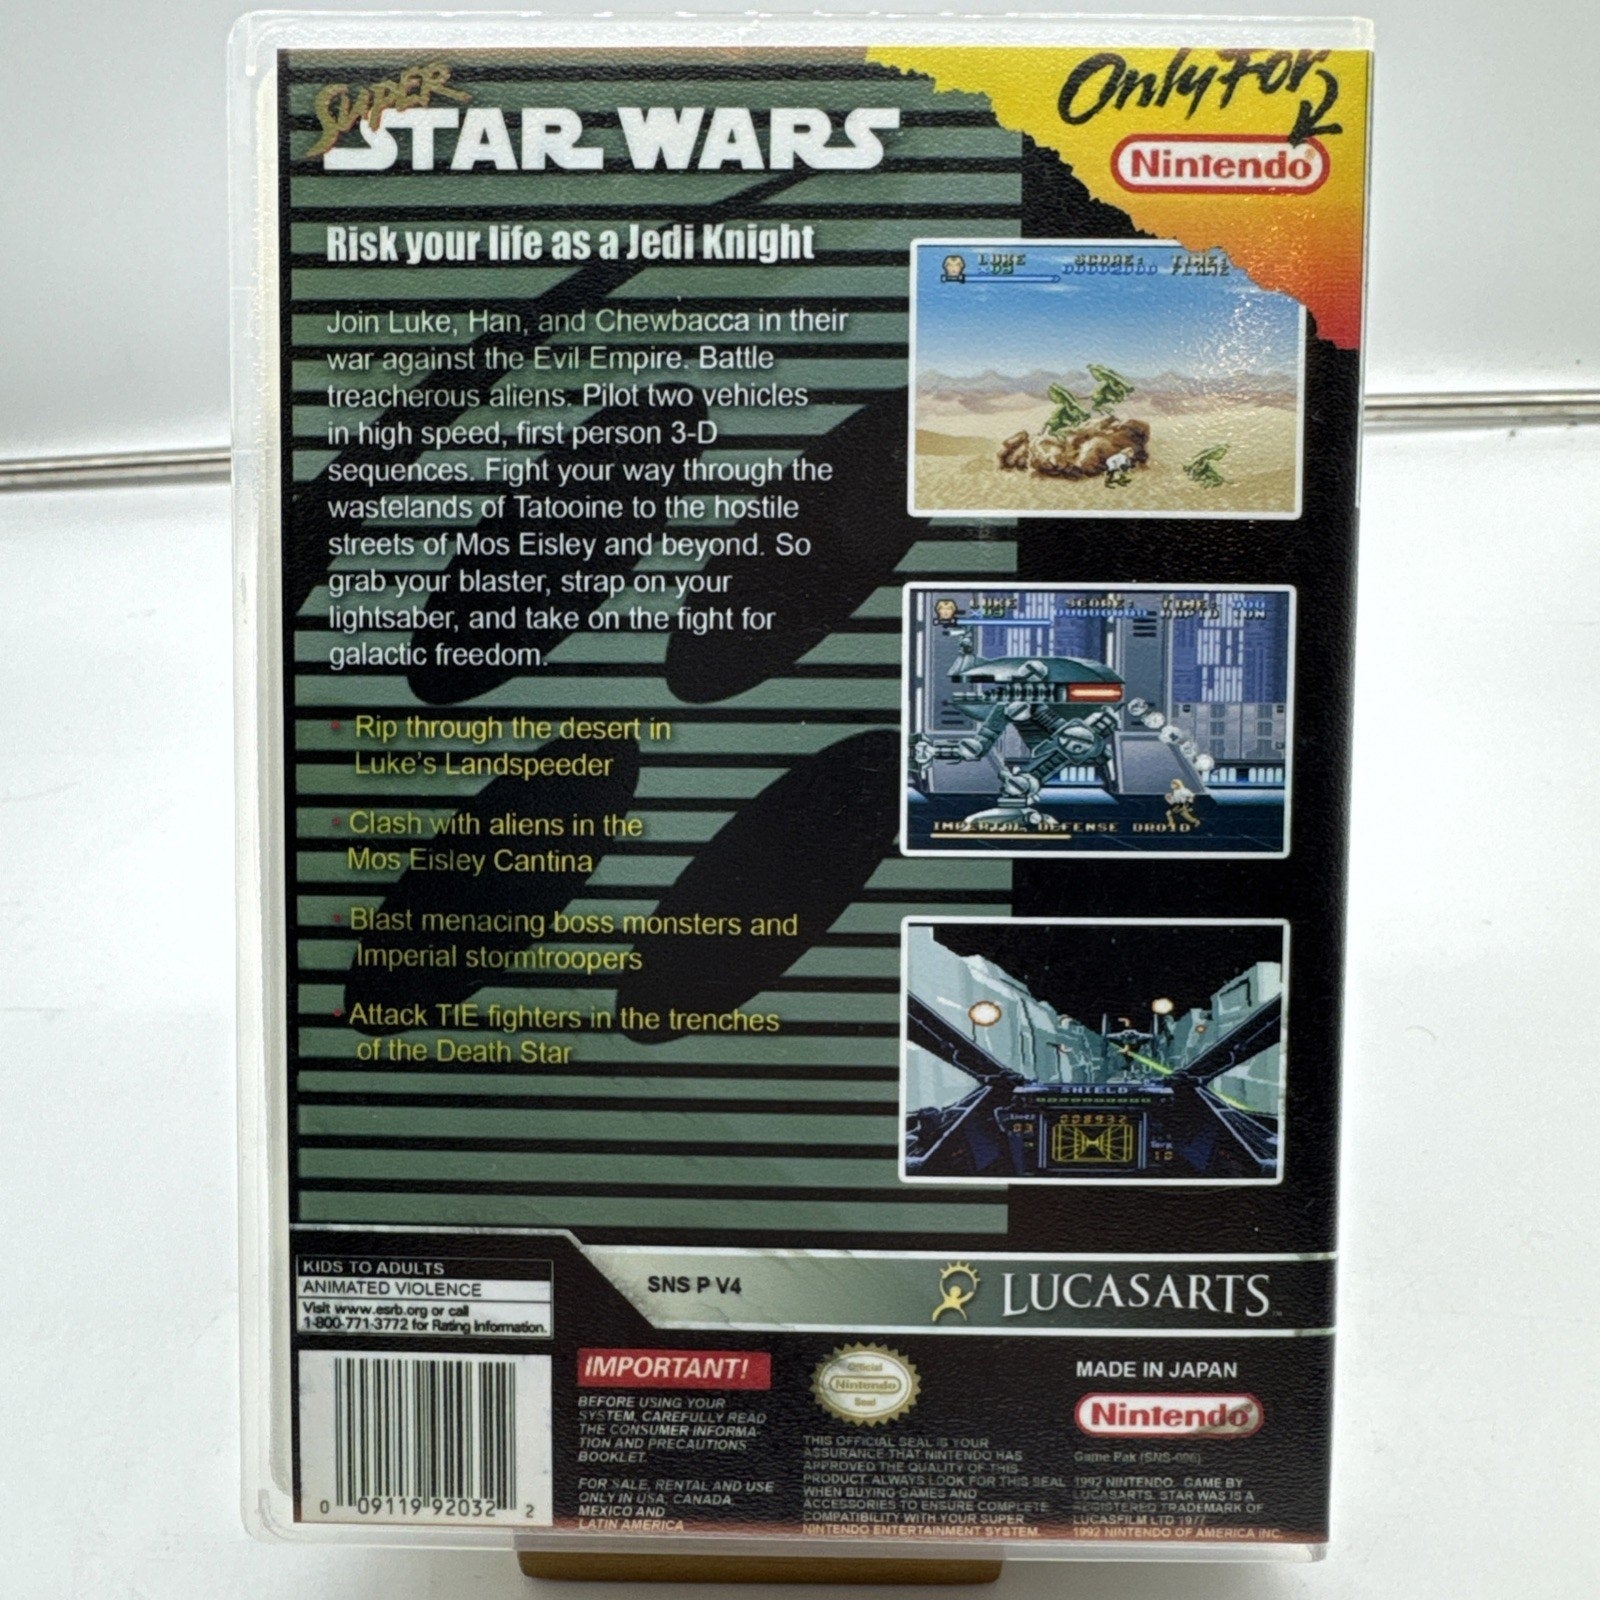 SUPER
STAR WARS
Only For
Nintendo
Risk your life as a Jedi Knight
Join Luke, Han, and Chewbacca in their
war against the Evil Empire. Battle
treacherous aliens. Pilot two vehicles
in high speed, first person 3-D
sequences. Fight your way through the
wastelands of Tatooine to the hostile
streets of Mos Eisley and beyond. So
grab your blaster, strap on your
lightsaber, and take on the fight for
galactic freedom.
• Rip through the desert in
Luke's Landspeeder
• Clash with aliens in the
Mos Eisley Cantina
• Blast menacing boss monsters and
Imperial stormtroopers
• Attack TIE fighters in the trenches
of the Death Star
LUKE SCORE: TIME:
LUKE SCORE: TIME:
IMPERIAL DEFENSE DROID
SHIELD
008932
03
10
KIDS TO ADULTS
ANIMATED VIOLENCE
Visit www.esrb.org or call
1-800-771-3772 for Rating Information.
SNS P V4
LUCASARTS
0 09119 92032 2
IMPORTANT!
BEFORE USING YOUR
SYSTEM, CAREFULLY READ
THE CONSUMER INFORMA-
TION AND PRECAUTIONS
BOOKLET.
FOR SALE, RENTAL AND USE
ONLY IN USA, CANADA,
MEXICO AND
LATIN AMERICA
Official
Nintendo
Seal
THIS OFFICIAL SEAL IS YOUR
ASSURANCE THAT NINTENDO HAS
APPROVED THE QUALITY OF THIS
PRODUCT. ALWAYS LOOK FOR THIS SEAL
WHEN BUYING GAMES AND
ACCESSORIES TO ENSURE COMPLETE
COMPATIBILITY WITH YOUR SUPER
NINTENDO ENTERTAINMENT SYSTEM.
MADE IN JAPAN
Nintendo
Game Pak (SNS-006)
1992 NINTENDO. GAME BY
LUCASARTS. STAR WAS IS A
REGISTERED TRADEMARK OF
LUCASFILM LTD 1977
1992 NINTENDO OF AMERICA INC.